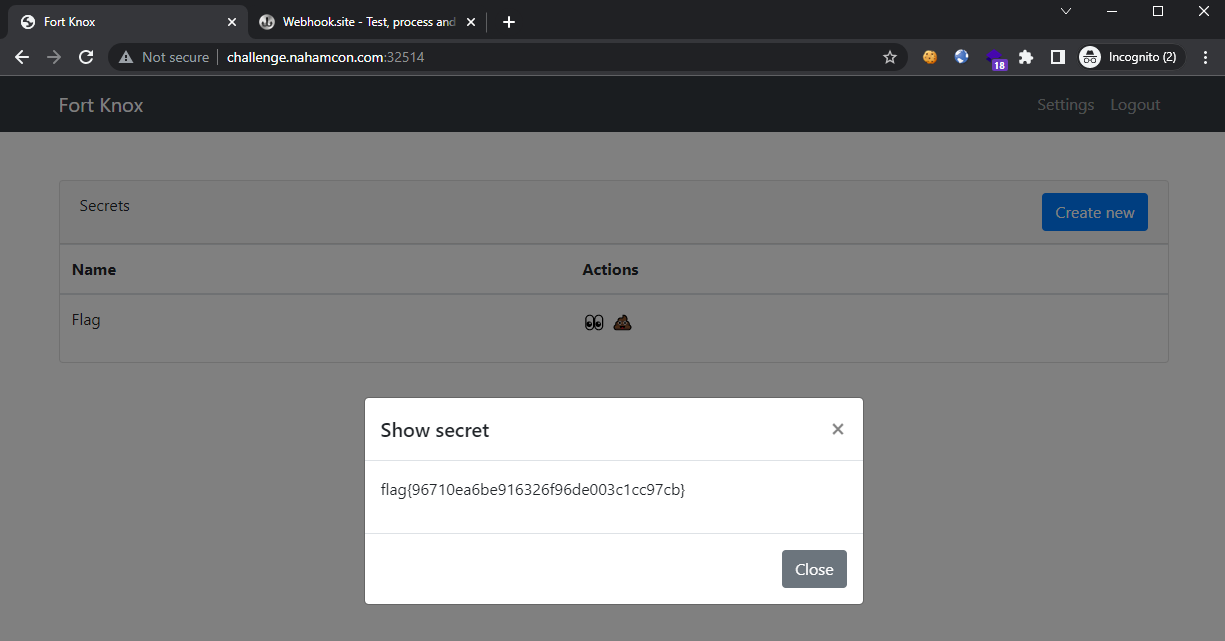 Fort Knox
Webhook.site - Test, process and
Not secure challenge.nahamcon.com:32514
18
Incognito (2)
Fort Knox Settings Logout
Secrets Create new
Name Actions
Flag
Show secret ×
flag{96710ea6be916326f96de003c1cc97cb}
Close